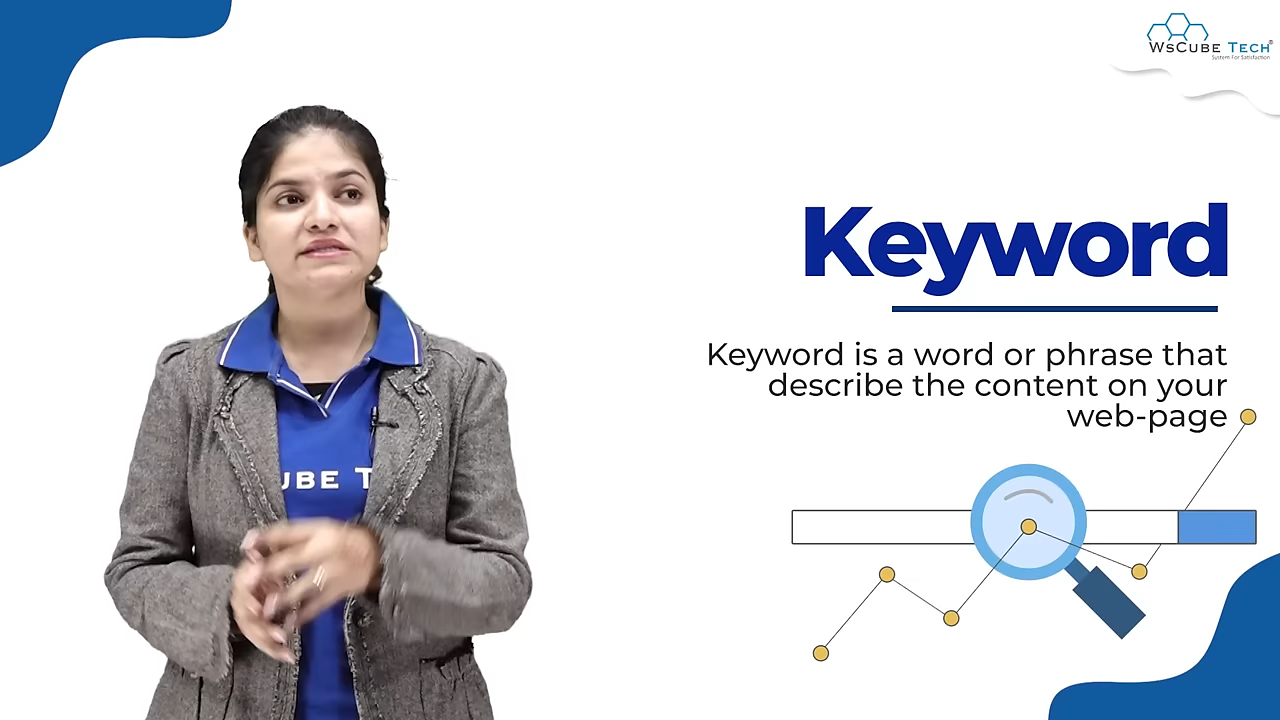 WsCube Tech®
System For Satisfaction
Keyword
Keyword is a word or phrase that
describe the content on your
web-page
UBE T